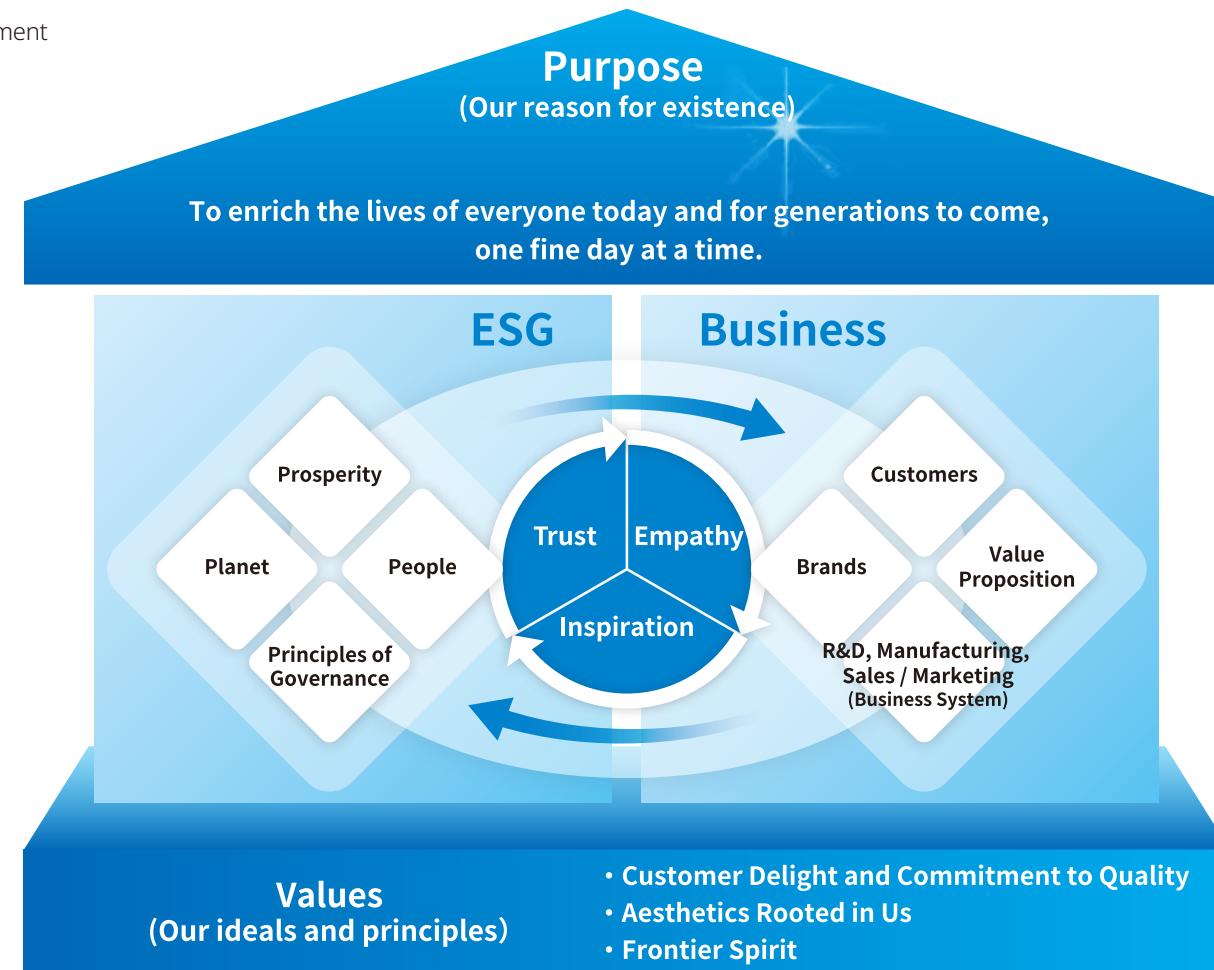 Purpose
(Our reason for existence)
To enrich the lives of everyone today and for generations to come,
one fine day at a time.
ESG
Business
Prosperity
Planet
People
Principles of
Governance
Trust
Empathy
Inspiration
Customers
Brands
Value
Proposition
R&D, Manufacturing,
Sales / Marketing
(Business System)
Values
(Our ideals and principles)
・Customer Delight and Commitment to Quality
・Aesthetics Rooted in Us
・Frontier Spirit